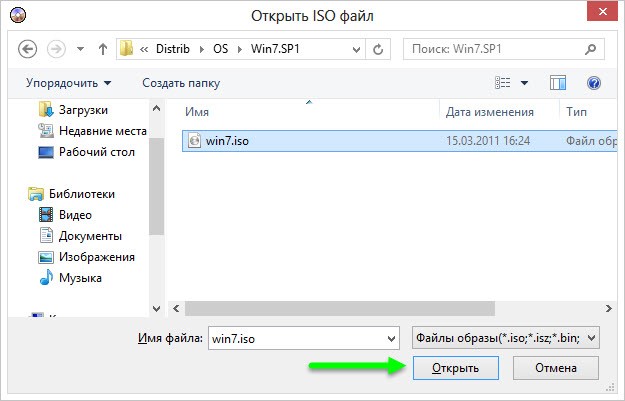 Открыть ISO файл
« Distrib ▸ OS ▸ Win7.SP1
Поиск: Win7.SP1
Упорядочить
Создать папку
Загрузки
Недавние места
Рабочий стол
Библиотеки
Видео
Документы
Изображения
Музыка
Имя
Дата изменения
Тип
win7.iso
15.03.2011 16:24
Файл обр
Имя файла:
win7.iso
Файлы образы(*.iso;*.isz;*.bin;
Открыть
Отмена